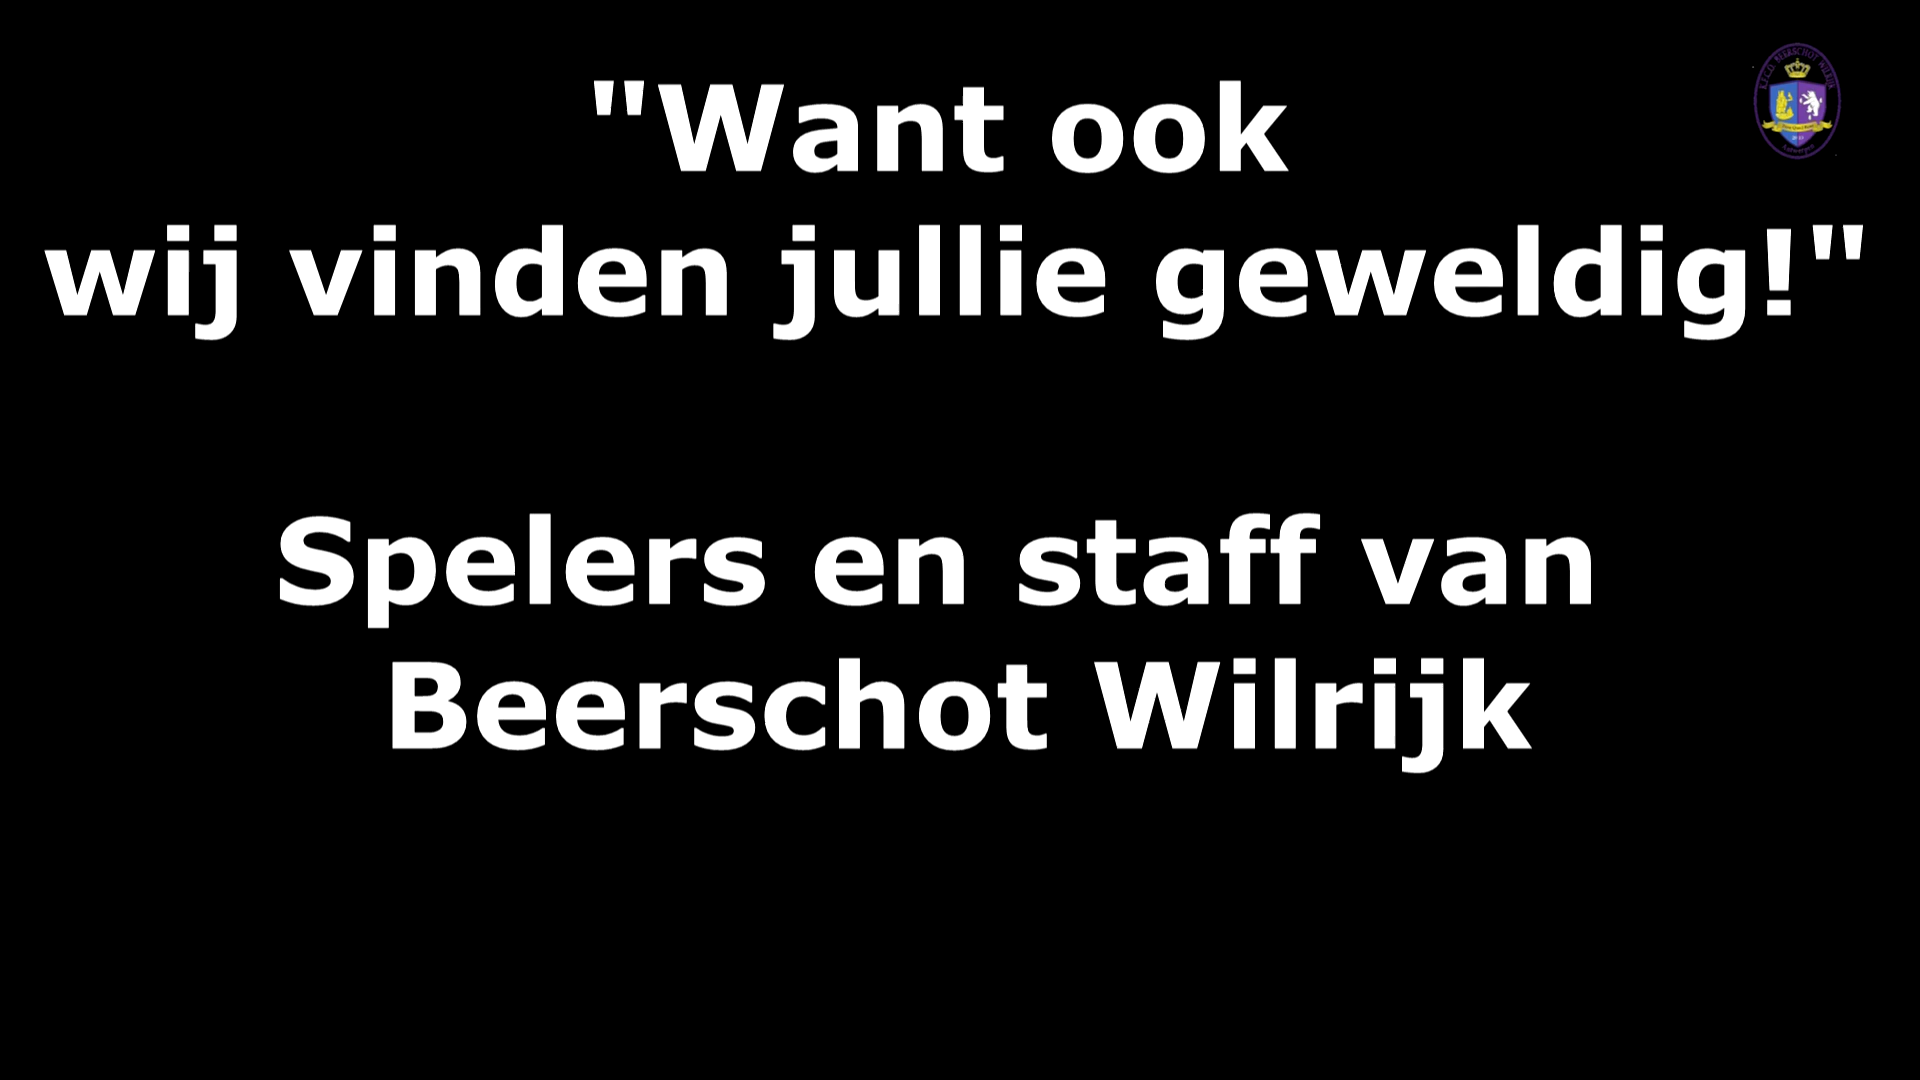 "Want ook
wij vinden jullie geweldig!"
Spelers en staff van
Beerschot Wilrijk